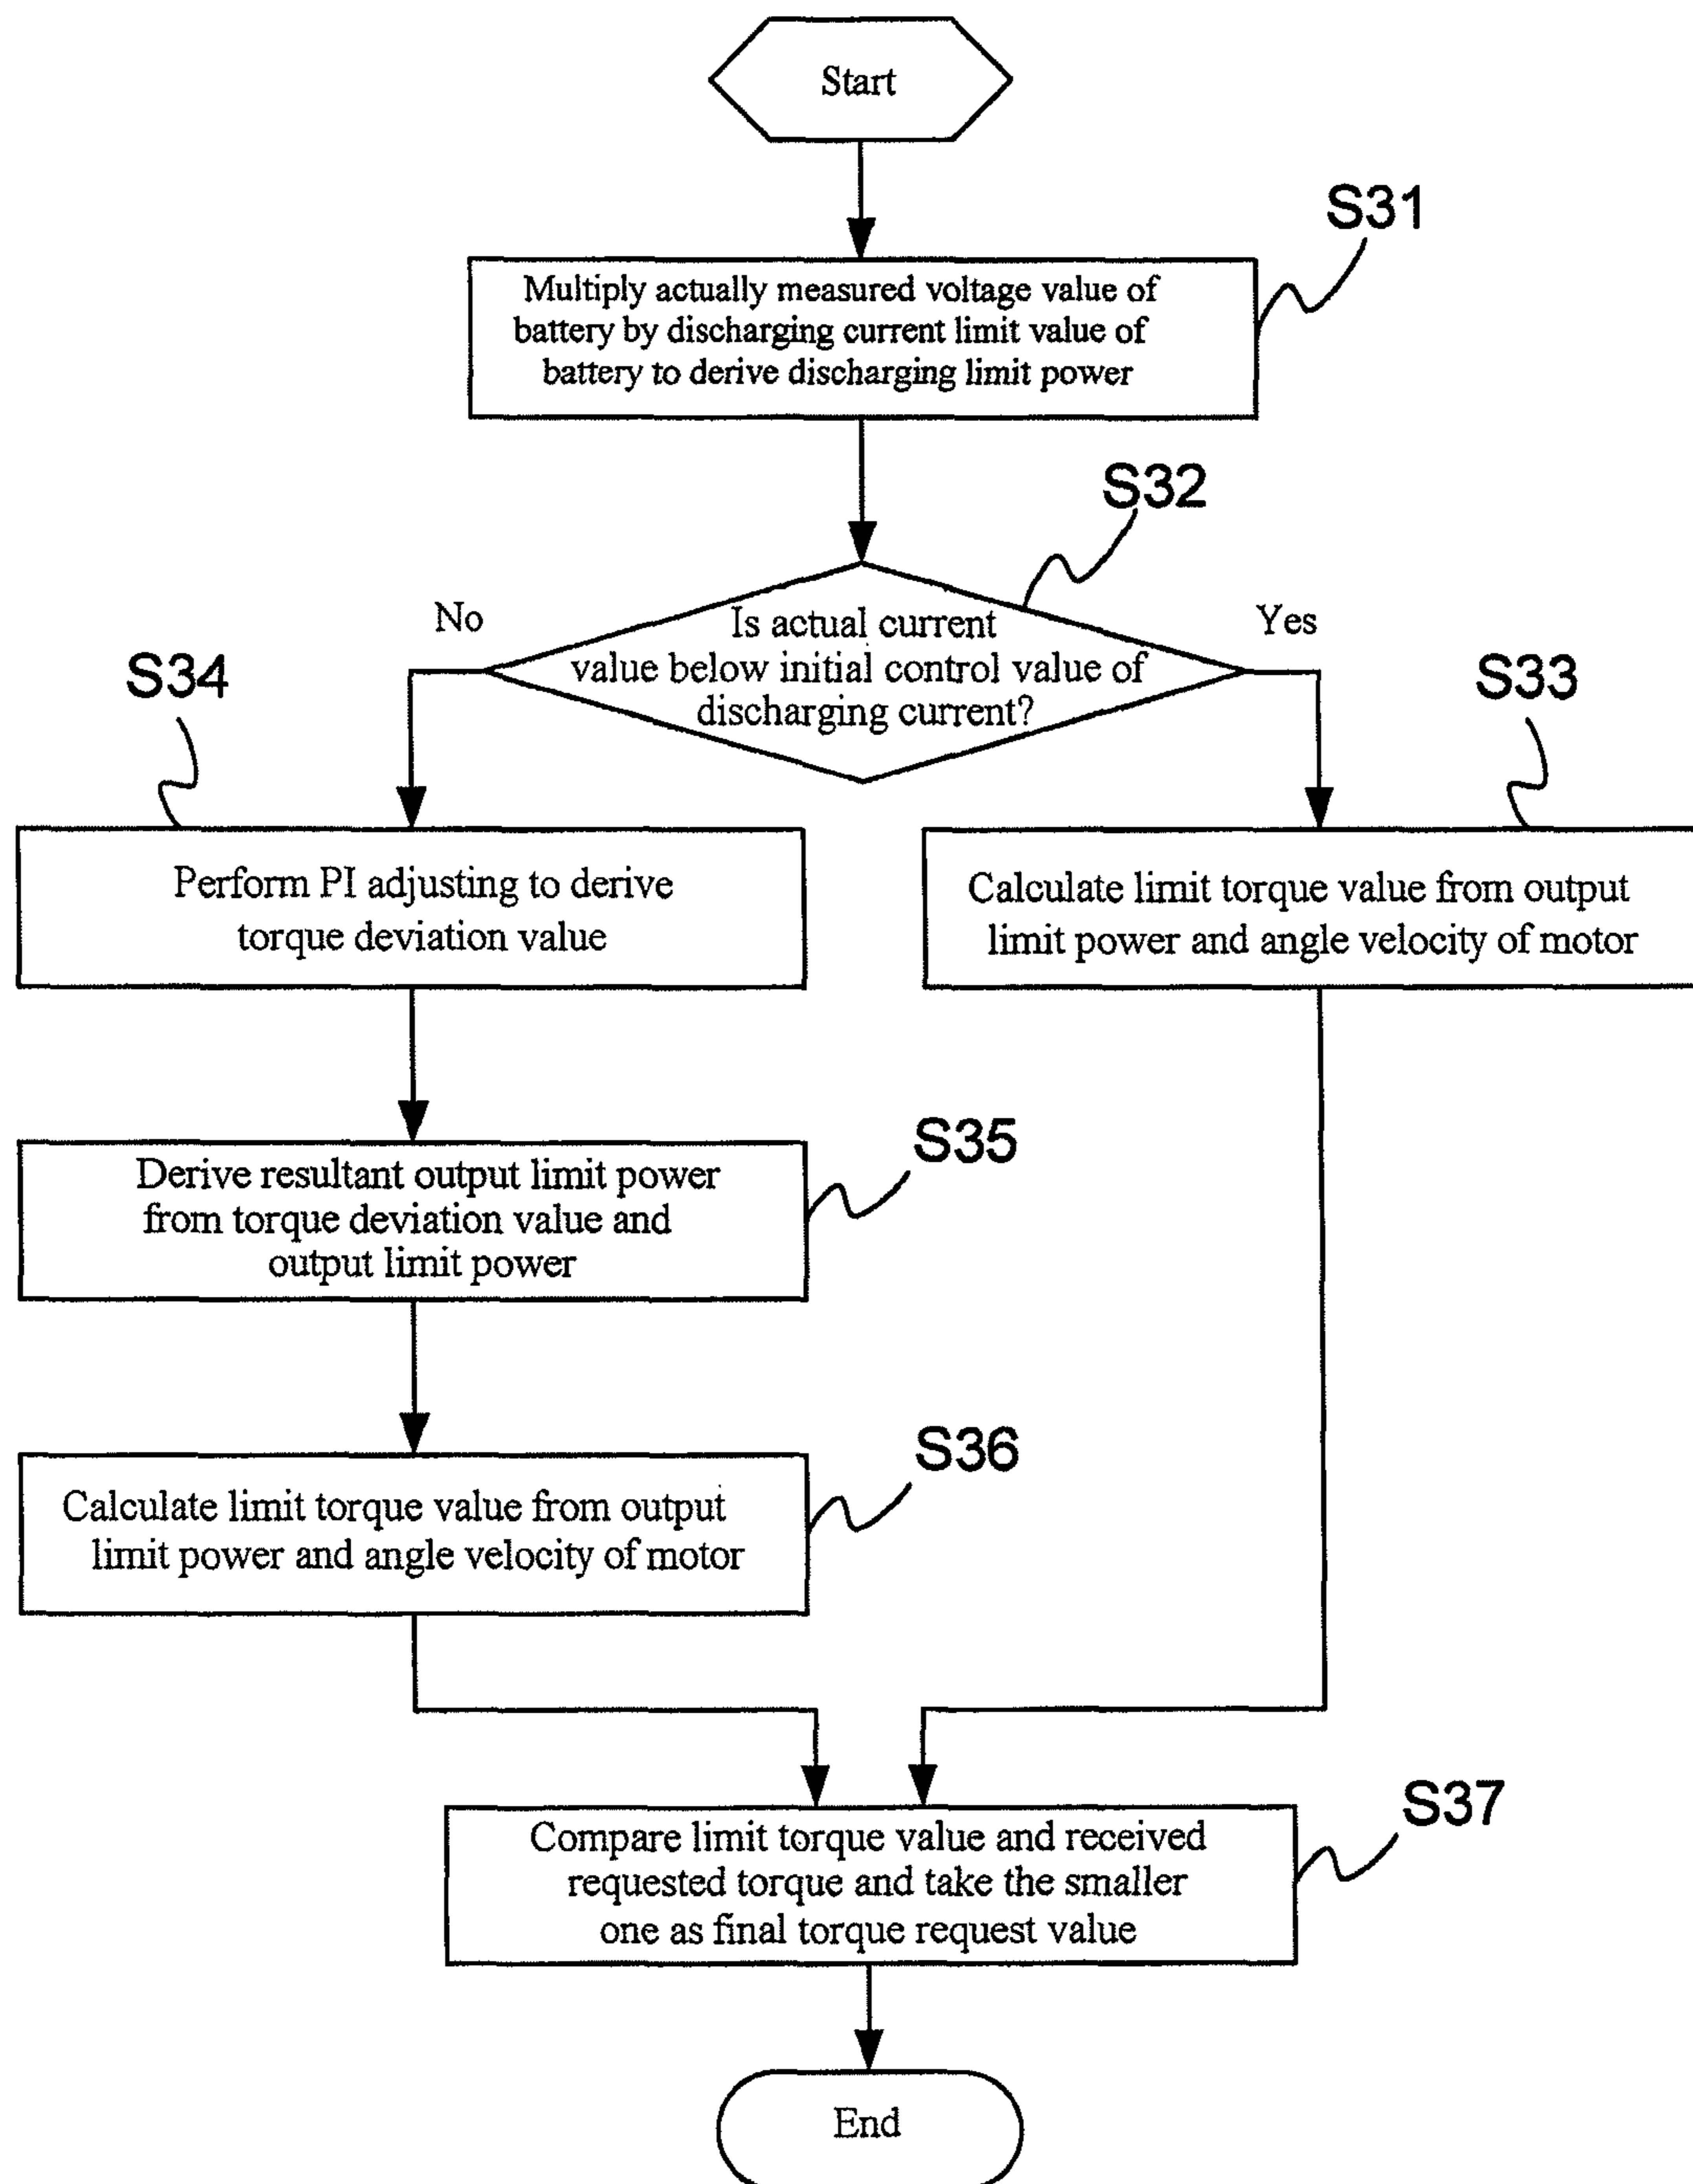 Start
S31
Multiply actually measured voltage value of
battery by discharging current limit value of
battery to derive discharging limit power
S32
No
Yes
Is actual current
value below initial control value of
discharging current?
S34
S33
Perform PI adjusting to derive
torque deviation value
Calculate limit torque value from output
limit power and angle velocity of motor
S35
Derive resultant output limit power
from torque deviation value and
output limit power
S36
Calculate limit torque value from output
limit power and angle velocity of motor
S37
Compare limit torque value and received
requested torque and take the smaller
one as final torque request value
End